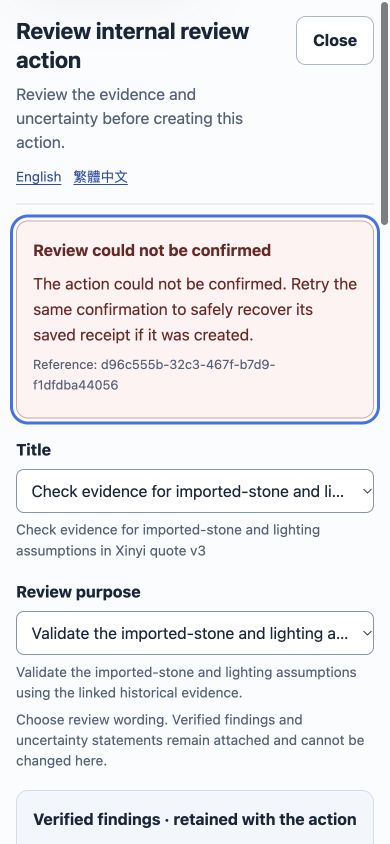 Review internal review
action
Close
Review the evidence and
uncertainty before creating this
action.
English 繁體中文
Review could not be confirmed
The action could not be confirmed. Retry the
same confirmation to safely recover its
saved receipt if it was created.
Reference: d96c555b-32c3-467f-b7d9-
f1dfdba44056
Title
Check evidence for imported-stone and li...
Check evidence for imported-stone and lighting
assumptions in Xinyi quote v3
Review purpose
Validate the imported-stone and lighting a...
Validate the imported-stone and lighting assumptions
using the linked historical evidence.
Choose review wording. Verified findings and
uncertainty statements remain attached and cannot be
changed here.
Verified findings · retained with the action